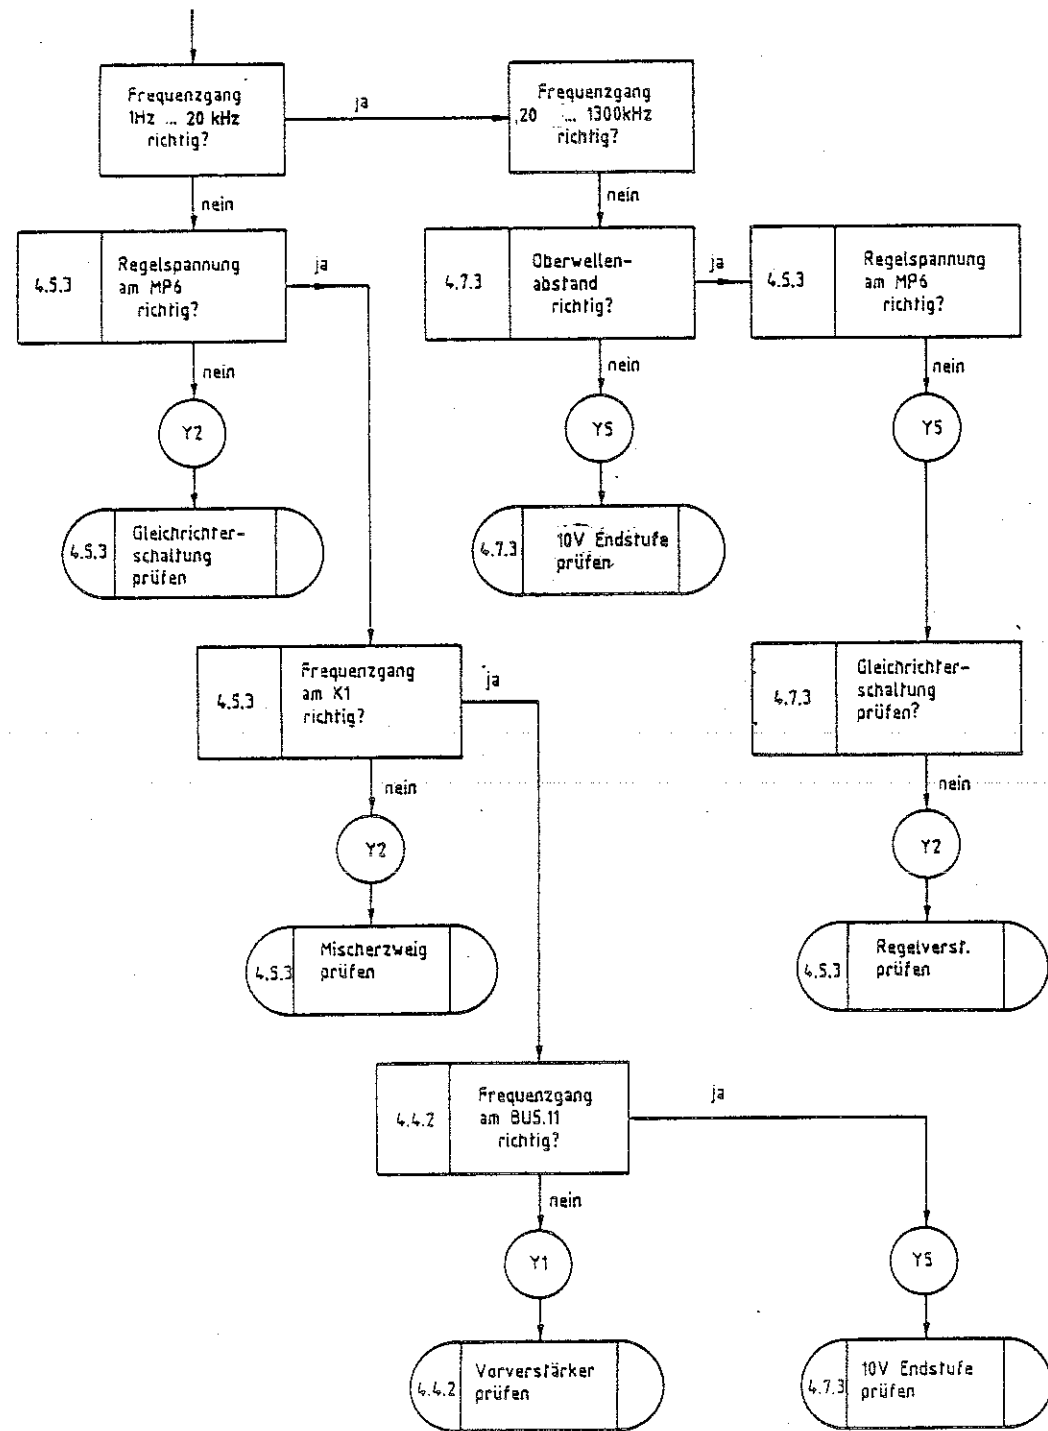 Frequenzgang
1Hz ... 20 kHz
richtig?
ja
Frequenzgang
20 ... 1300kHz
richtig?
nein
nein
4.5.3
Regelspannung
am MP6
richtig?
ja
4.7.3
Oberwellen-
abstand
richtig?
ja
4.5.3
Regelspannung
am MP6
richtig?
nein
nein
nein
Y2
Y5
Y5
4.5.3
Gleichrichter-
schaltung
prüfen
4.7.3
10V Endstufe
prüfen
4.5.3
Frequenzgang
am X1
richtig?
ja
4.7.3
Gleichrichter-
schaltung
prüfen?
nein
nein
Y2
Y2
4.5.3
Mischerzweig
prüfen
4.5.3
Regelverst.
prüfen
4.4.2
Frequenzgang
am BU5.11
richtig?
ja
nein
Y1
Y5
4.4.2
Vorverstärker
prüfen
4.7.3
10V Endstufe
prüfen